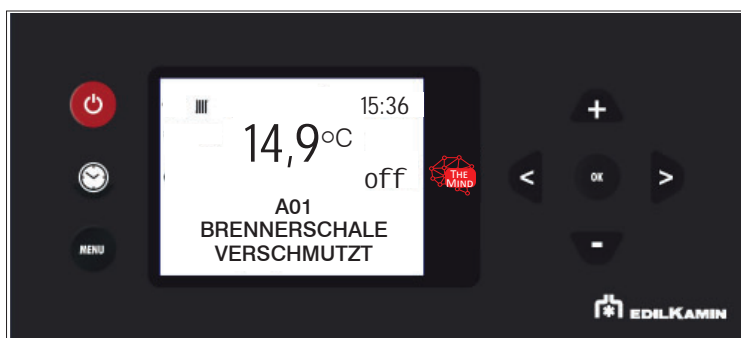 15:36
14,9°C
off
A01
BRENNERSCHALE
VERSCHMUTZT
MENU
THE
MIND
+
<
OK
>
-
EDILKAMIN